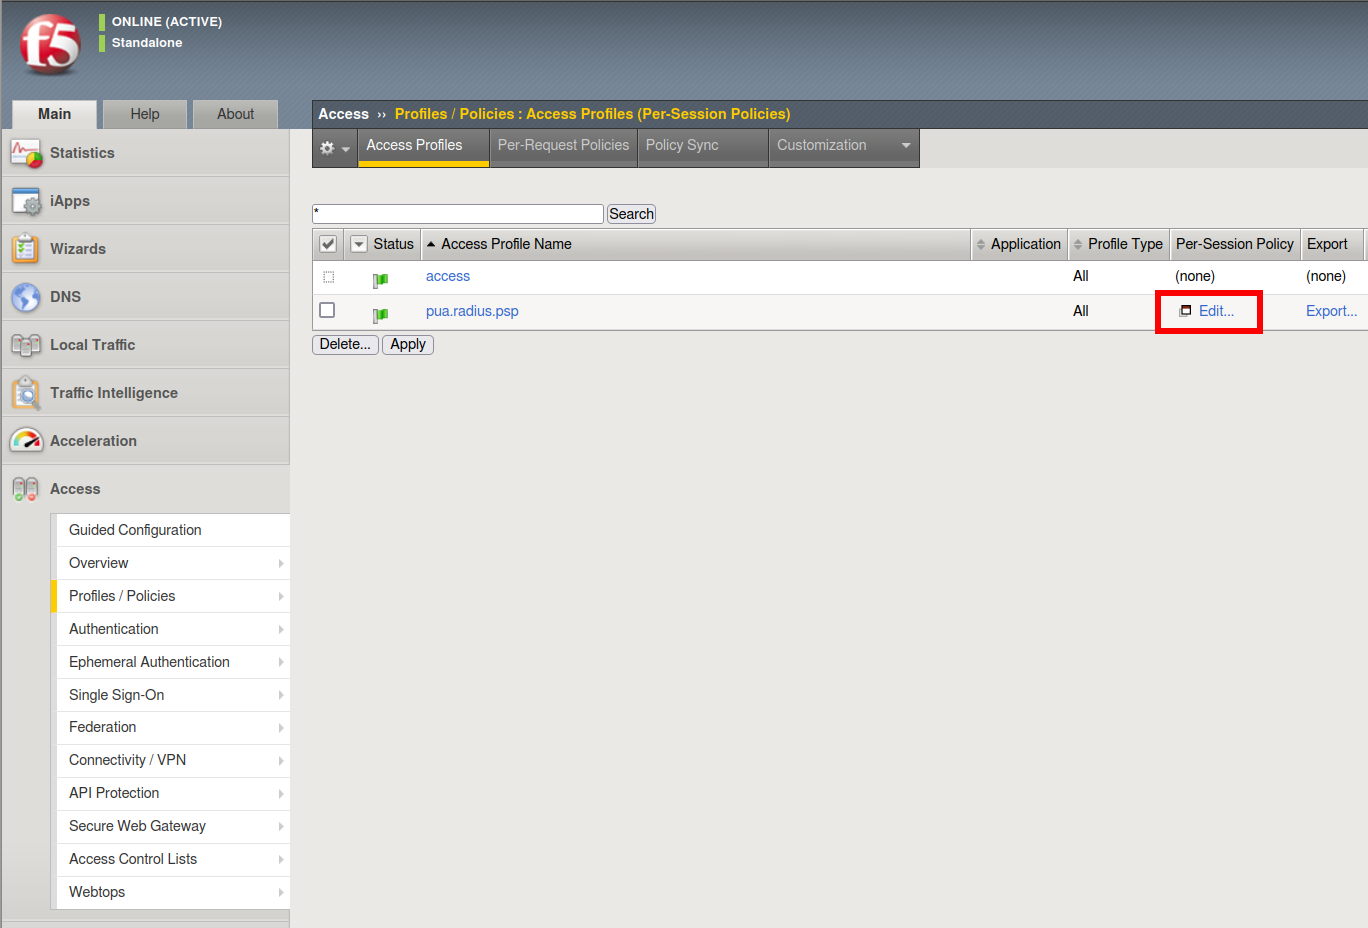 f5
ONLINE (ACTIVE)
Standalone
Main Help About
Access ›› Profiles / Policies : Access Profiles (Per-Session Policies)
Access Profiles Per-Request Policies Policy Sync Customization
Statistics
iApps
Wizards
DNS
Local Traffic
Traffic Intelligence
Acceleration
Access
Guided Configuration
Overview
Profiles / Policies
Authentication
Ephemeral Authentication
Single Sign-On
Federation
Connectivity / VPN
API Protection
Secure Web Gateway
Access Control Lists
Webtops
* Search
Status Access Profile Name Application Profile Type Per-Session Policy Export
access All (none) (none)
pua.radius.psp All Edit... Export...
Delete... Apply